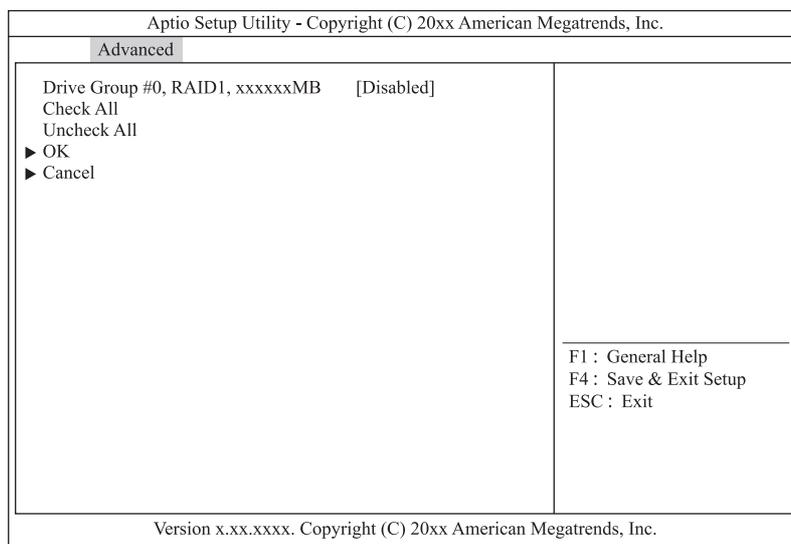 Aptio Setup Utility - Copyright (C) 20xx American Megatrends, Inc.
Advanced
Drive Group #0, RAID1, xxxxxxMB [Disabled]
Check All
Uncheck All
▶ OK
▶ Cancel
F1 : General Help
F4 : Save & Exit Setup
ESC : Exit
Version x.xx.xxxx. Copyright (C) 20xx American Megatrends, Inc.